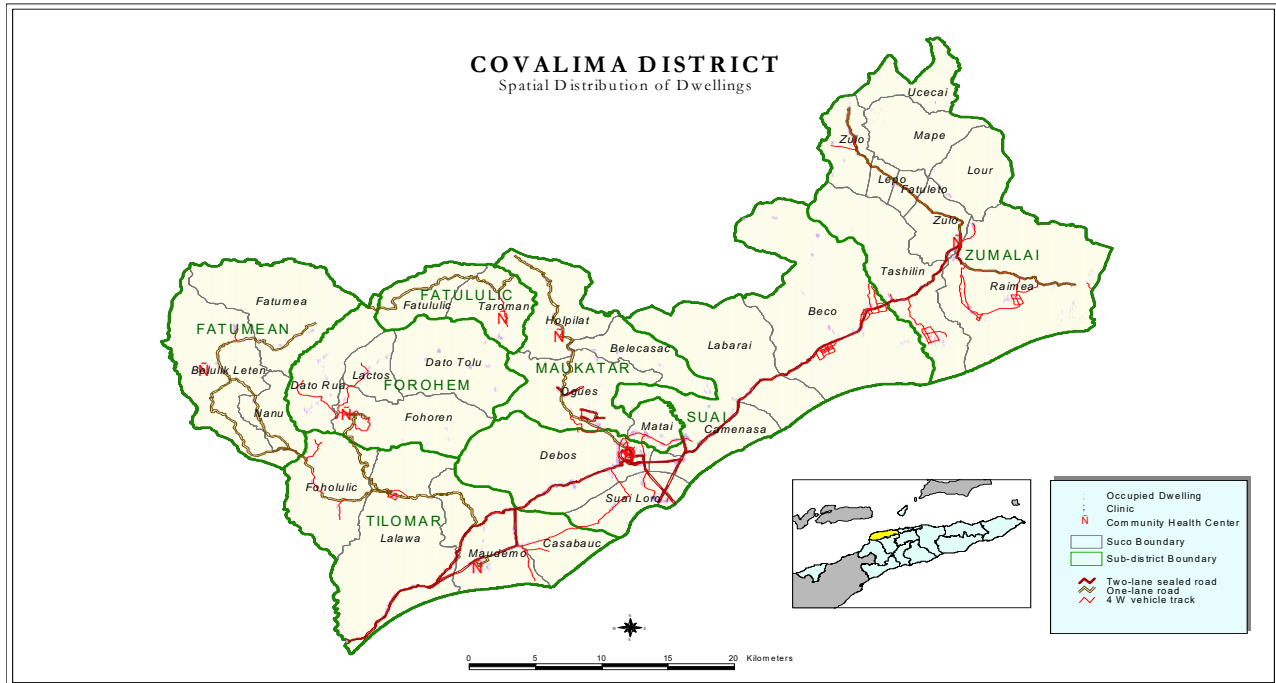 COVALIMA DISTRICT
Spatial Distribution of Dwellings
Ucecai
Zulo
Mape
Lour
Lepo
Fatuleto
Zulo
Ñ
ZUMALAI
Tashilin
Raimea
Fatumea
FATULULIC
Fatululic
Taroman
Ñ
Beco
FATUMEAN
Holpilat
Ñ
Belecasac
Labarai
Ñ
Belulik Leten
Dato Rua
Lactos
Dato Tolu
FOROHEM
MAUKATAR
Dgues
Nanu
Ñ
Fohoren
Matai
SUAI
Camenasa
Debos
Foholulic
Suai Loro
TILOMAR
Lalawa
Maudemo
Ñ
Casabauc
Occupied Dwelling
Clinic
Ñ Community Health Center
Suco Boundary
Sub-district Boundary
Two-lane sealed road
One-lane road
4 W vehicle track
0 5 10 15 20 Kilometers